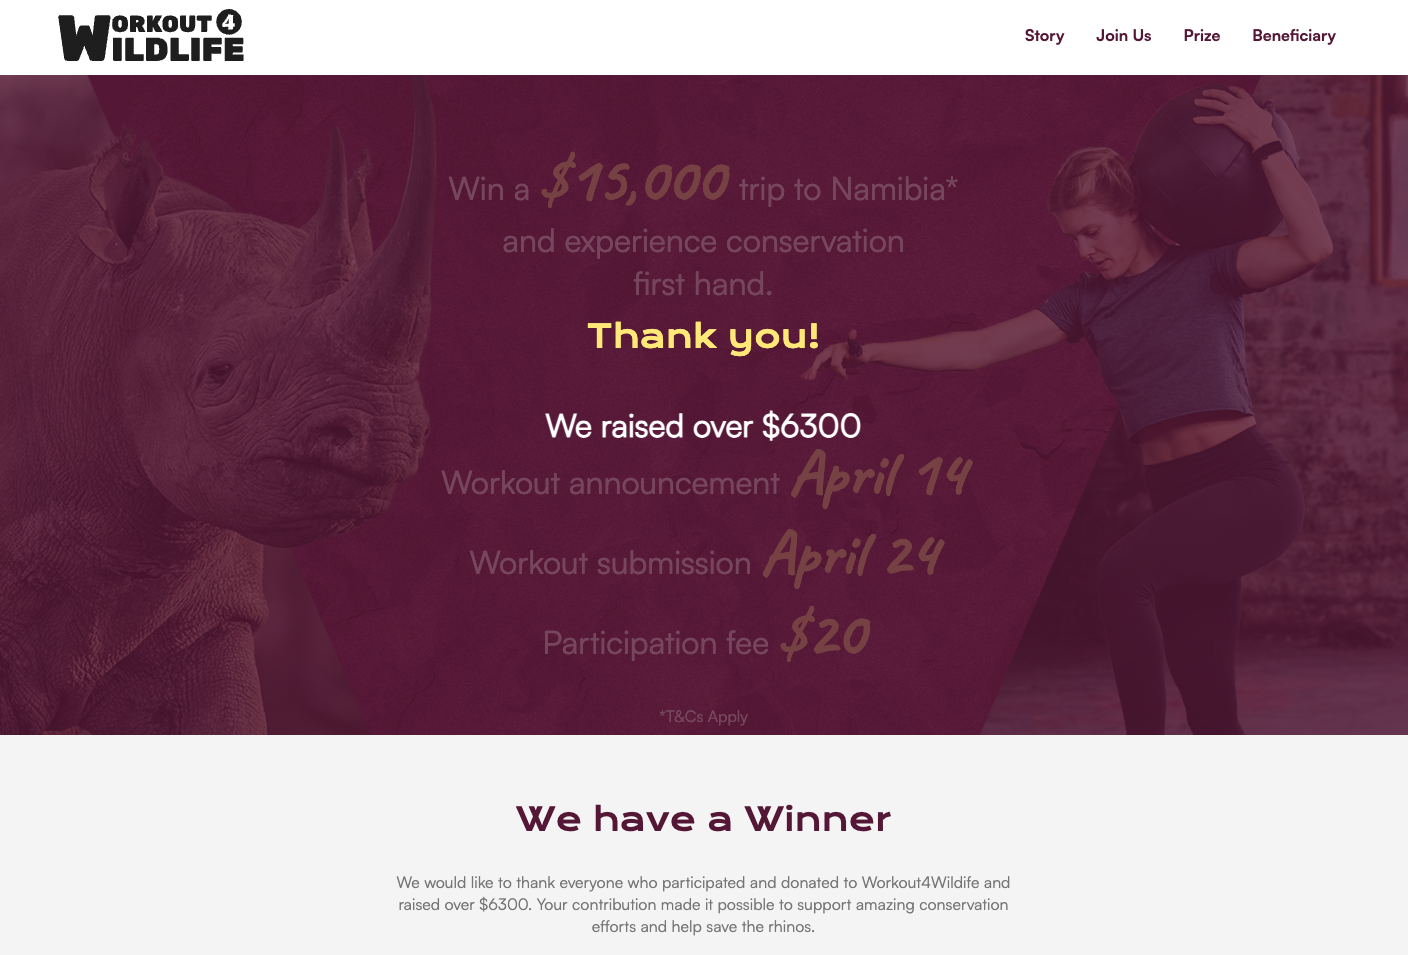 WORKOUT 4
WILDLIFE
Story Join Us Prize Beneficiary
Win a $15,000 trip to Namibia*
and experience conservation
first hand.
Thank you!
We raised over $6300
Workout announcement April 14
Workout submission April 24
Participation fee $20
*T&Cs Apply
We have a Winner
We would like to thank everyone who participated and donated to Workout4Wildife and
raised over $6300. Your contribution made it possible to support amazing conservation
efforts and help save the rhinos.